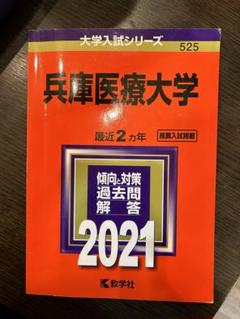 大学入試シリーズ
525
兵庫医療大学
最近2カ年
推薦入試掲載
傾向と対策
過去問
解答
2021
教学社